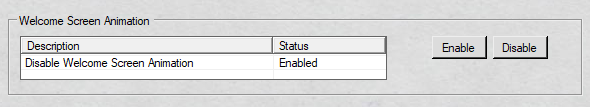 Welcome Screen Animation
Description Status
Disable Welcome Screen Animation Enabled
Enable Disable